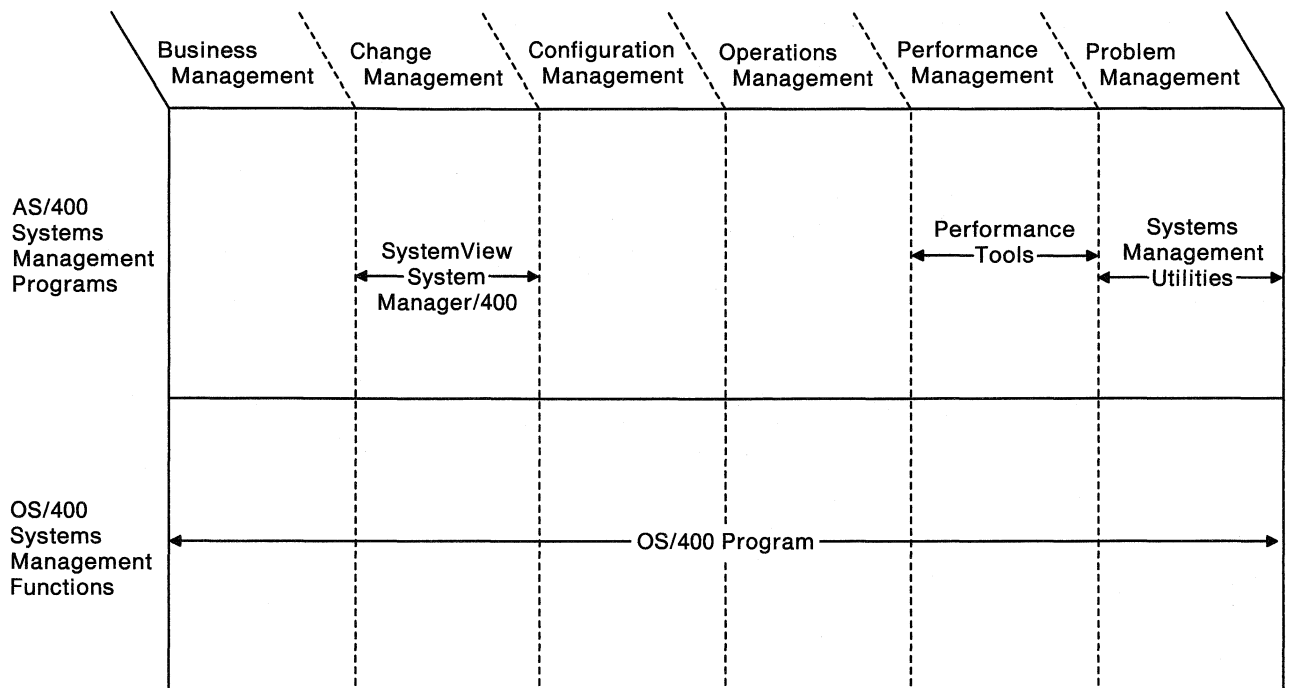 Business
Management
Change
Management
Configuration
Management
Operations
Management
Performance
Management
Problem
Management
AS/400
Systems
Management
Programs
SystemView
System
Manager/400
Performance
Tools
Systems
Management
Utilities
OS/400
Systems
Management
Functions
OS/400 Program